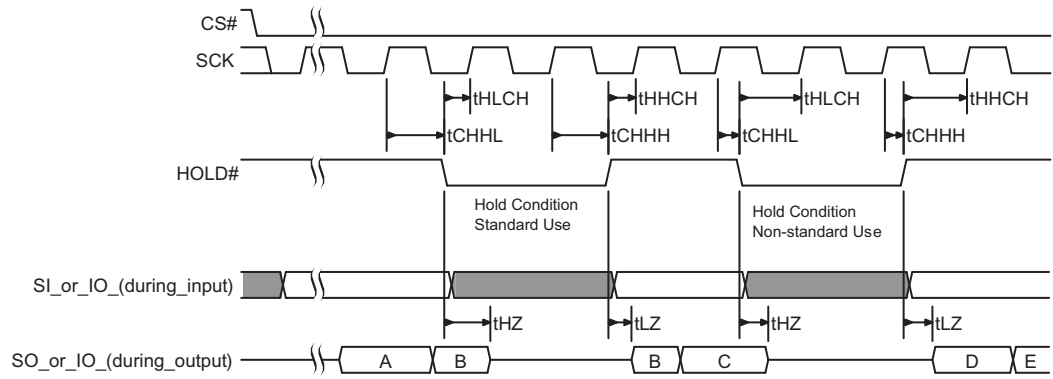 CS#
SCK
tHLCH tHHCH tHLCH tHHCH
tCHHL tCHHH tCHHL tCHHH
HOLD#
Hold Condition
Standard Use
Hold Condition
Non-standard Use
SI_or_IO_(during_input)
tHZ tLZ tHZ tLZ
SO_or_IO_(during_output) A B B C D E